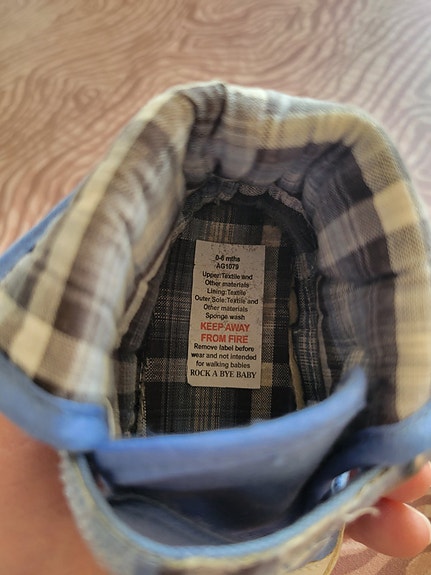 0-6 mths
AG1079
Upper:Textile and
Other materials
Lining:Textile
Outer Sole:Textile and
Other materials
Sponge wash
KEEP AWAY
FROM FIRE
Remove label before
wear and not intended
for walking babies
ROCK A BYE BABY